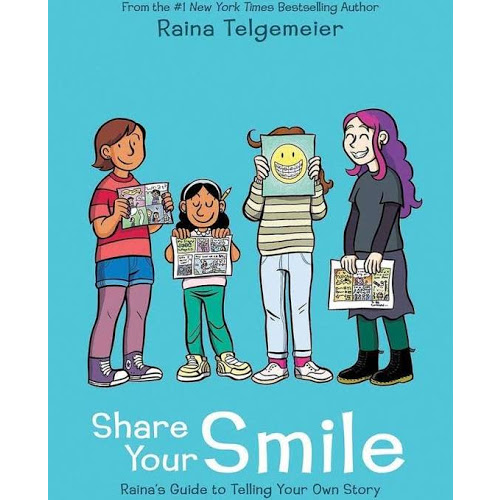 From the #1 New York Times Bestselling Author
Raina Telgemeier
Share
Your Smile
Raina's Guide to Telling Your Own Story